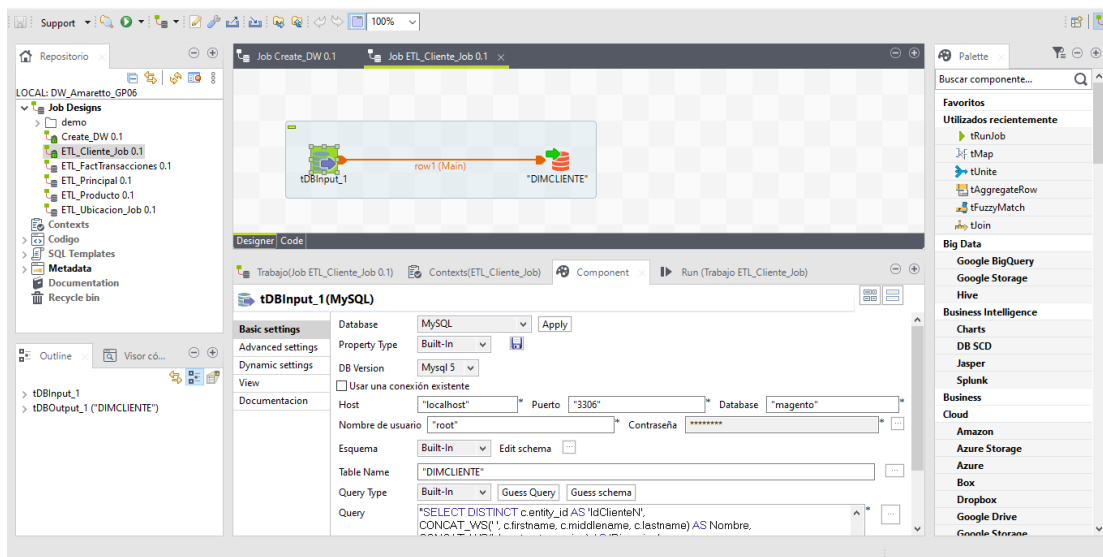 Support
100%
Repositorio
LOCAL: DW_Amaretto_GP06
Job Designs
demo
Create_DW 0.1
ETL_Cliente_Job 0.1
ETL_FactTransacciones 0.1
ETL_Principal 0.1
ETL_Producto 0.1
ETL_Ubicacion_Job 0.1
Contexts
Codigo
SQL Templates
Metadata
Documentation
Recycle bin
Outline
Visor có...
tDBInput_1
tDBOutput_1 ("DIMCLIENTE")
Job Create_DW 0.1
Job ETL_Cliente_Job 0.1
row1 (Main)
tDBInput_1
"DIMCLIENTE"
Designer Code
Trabajo(Job ETL_Cliente_Job 0.1)
Contexts(ETL_Cliente_Job)
Component
Run (Trabajo ETL_Cliente_Job)
tDBInput_1(MySQL)
Basic settings
Advanced settings
Dynamic settings
View
Documentacion
Database MySQL Apply
Property Type Built-In
DB Version Mysql 5
Usar una conexión existente
Host "localhost" * Puerto "3306" * Database "magento" *
Nombre de usuario "root" * Contraseña ******** * ...
Esquema Built-In Edit schema ...
Table Name "DIMCLIENTE" ...
Query Type Built-In Guess Query Guess schema
Query "SELECT DISTINCT c.entity_id AS 'IdClienteN', * ...
CONCAT_WS(' ', c.firstname, c.middlename, c.lastname) AS Nombre,
Palette
Buscar componente...
Favoritos
Utilizados recientemente
tRunJob
tMap
tUnite
tAggregateRow
tFuzzyMatch
tJoin
Big Data
Google BigQuery
Google Storage
Hive
Business Intelligence
Charts
DB SCD
Jasper
Splunk
Business
Cloud
Amazon
Azure Storage
Azure
Box
Dropbox
Google Drive
Google Storage